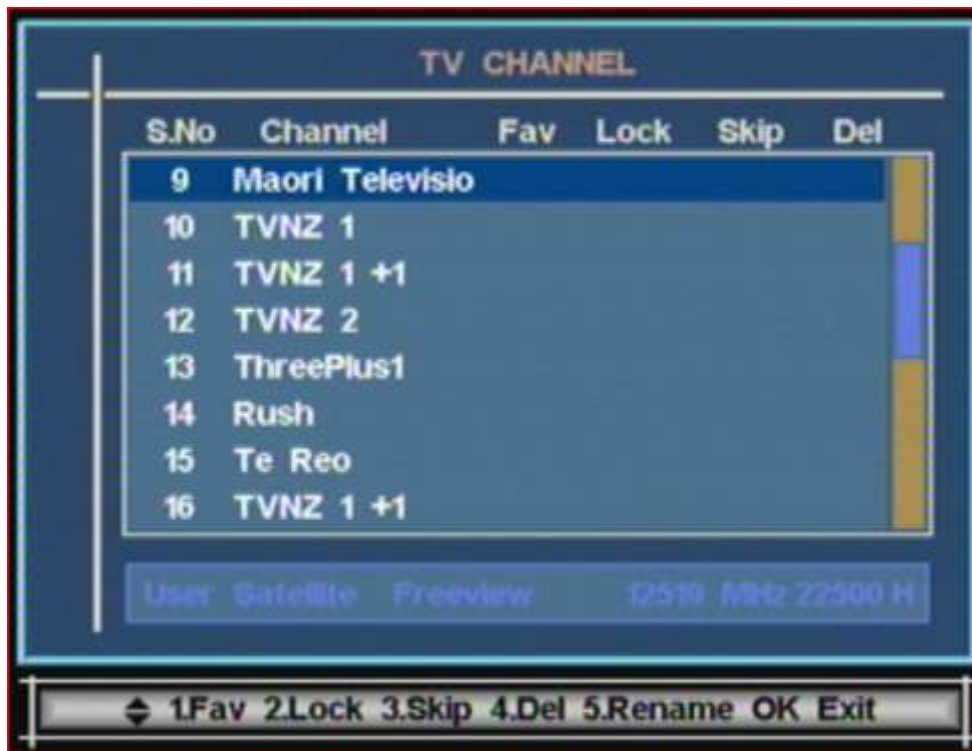 TV CHANNEL
S.No Channel Fav Lock Skip Del
9 Maori Televisio
10 TVNZ 1
11 TVNZ 1 +1
12 TVNZ 2
13 ThreePlus1
14 Rush
15 Te Reo
16 TVNZ 1 +1
User Satellite Freeview 12519 MHz 22500 H
1.Fav 2.Lock 3.Skip 4.Del 5.Rename OK Exit